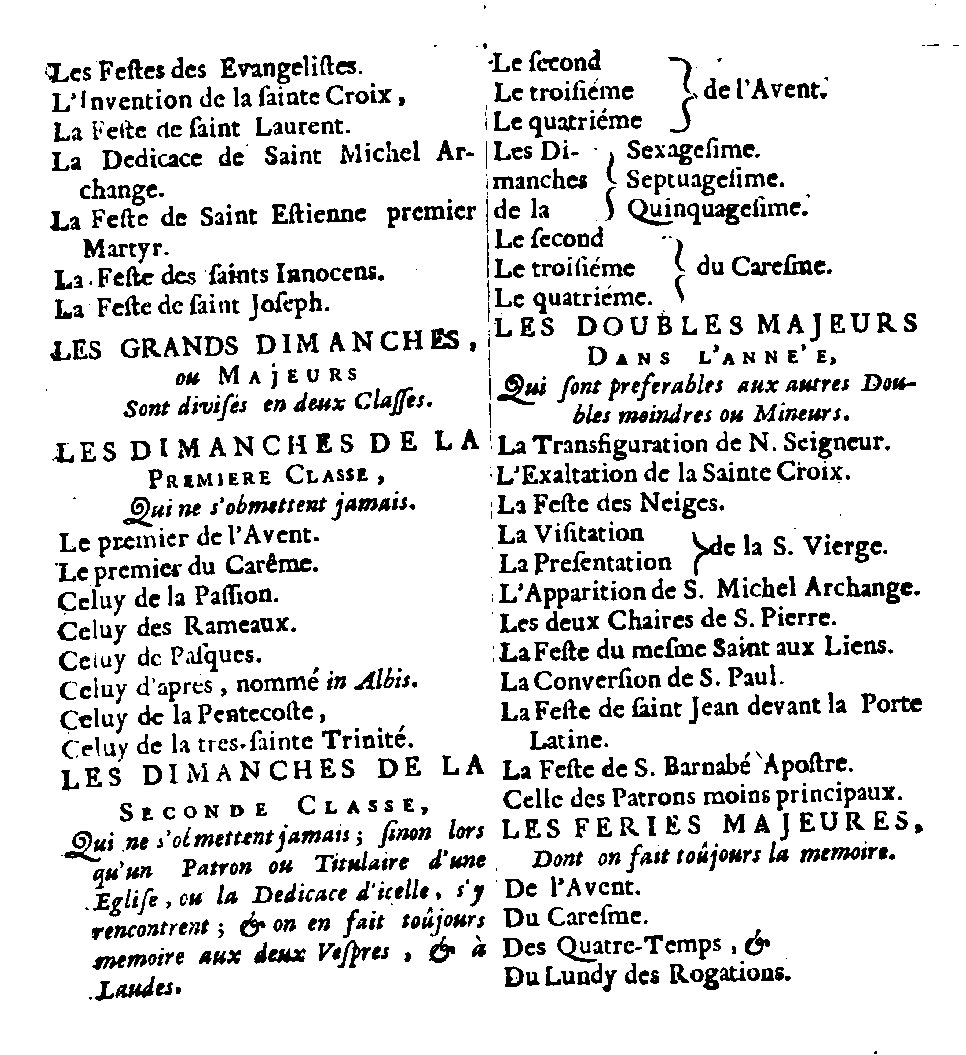 Les Feſtes des Evangeliſtes.
L'Invention de la ſainte Croix,
La Feſte de ſaint Laurent.
La Dedicace de Saint Michel Ar-
change.
La Feſte de Saint Eſtienne premier
Martyr.
La Feſte des ſaints Innocens.
La Feſte de ſaint Joſeph.
LES GRANDS DIMANCHES,
ou MAJEURS
Sont diviſés en deux Claſſes.
LES DIMANCHES DE LA
PREMIERE CLASSE,
Qui ne s'obmettent jamais.
Le premier de l'Avent.
Le premier du Carême.
Celuy de la Paſſion.
Celuy des Rameaux.
Celuy de Paſques.
Celuy d'apres, nommé in Albis.
Celuy de la Pentecoſte,
Celuy de la tres-ſainte Trinité.
LES DIMANCHES DE LA
SECONDE CLASSE,
Qui ne s'obmettent jamais; ſinon lors
qu'un Patron ou Titulaire d'une
Egliſe, ou la Dedicace d'icelle, s'y
rencontrent; & on en fait toûjours
memoire aux deux Veſpres, & à
Laudes.
Le ſecond
Le troiſiéme } de l'Avent.
Le quatriéme
Les Di- { Sexageſime.
manches { Septuageſime.
de la { Quinquageſime.
Le ſecond
Le troiſiéme } du Careſme.
Le quatriéme.
LES DOUBLES MAJEURS
DANS L'ANNE'E,
Qui ſont preferables aux autres Dou-
bles moindres ou Mineurs.
La Transfiguration de N. Seigneur.
L'Exaltation de la Sainte Croix.
La Feſte des Neiges.
La Viſitation
La Preſentation } de la S. Vierge.
L'Apparition de S. Michel Archange.
Les deux Chaires de S. Pierre.
La Feſte du meſme Saint aux Liens.
La Converſion de S. Paul.
La Feſte de ſaint Jean devant la Porte
Latine.
La Feſte de S. Barnabé Apoſtre.
Celle des Patrons moins principaux.
LES FERIES MAJEURES,
Dont on fait toûjours la memoire.
De l'Avent.
Du Careſme.
Des Quatre-Temps, &
Du Lundy des Rogations.